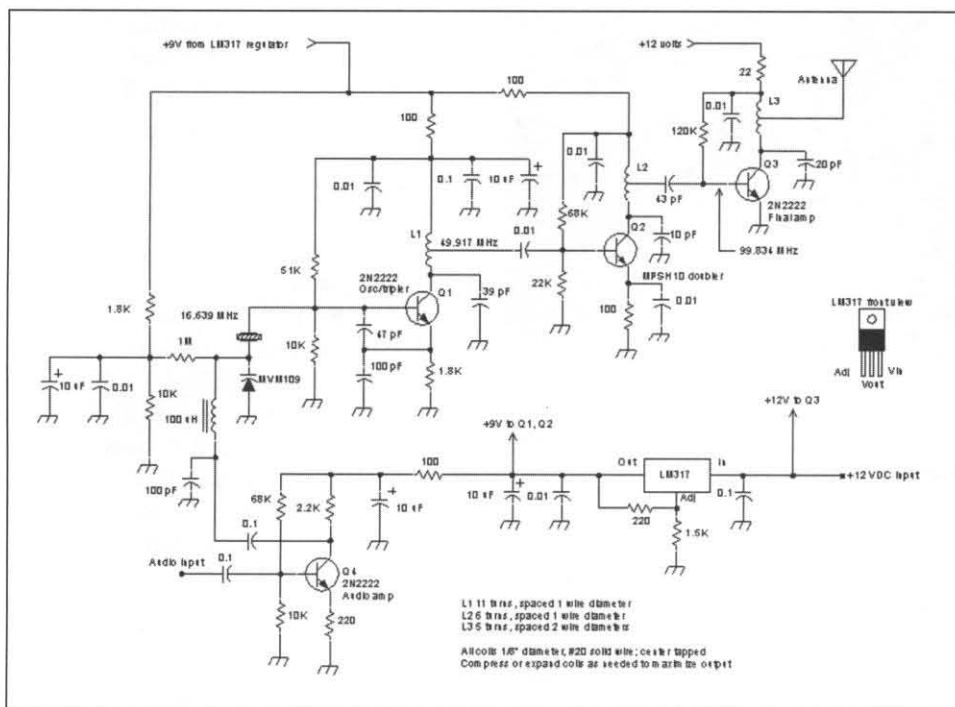 +9V from LM317 regulator
+12 volts
22
Antenna
100
0.01
L3
100
120K
20 pF
0.01
L2
Q3
2N2222
Final amp
0.01
0.1
10 uF
68K
43 pF
L1
49.917 MHz
0.01
Q2
10 pF
99.834 MHz
51K
2N2222
Osc/tripler
Q1
39 pF
22K
MPSH10 doubler
0.01
100
LM317 front view
1.8K
16.639 MHz
47 pF
1M
10K
100 pF
1.8K
Adj
Vin
Vout
10 uF
0.01
10K
MVM109
100 uH
+9V to Q1, Q2
+12V to Q3
100
Out
LM317
In
+12 VDC Input
100 pF
68K
2.2K
10 uF
10 uF
0.01
Adj
0.1
220
1.5K
0.1
Audio Input
0.1
Q4
2N2222
Audio amp
10K
220
L1 11 turns, spaced 1 wire diameter
L2 6 turns, spaced 1 wire diameter
L3 5 turns, spaced 2 wire diameters
All coils 1/8" diameter, #20 solid wire; center tapped
Compress or expand coils as needed to maximize output